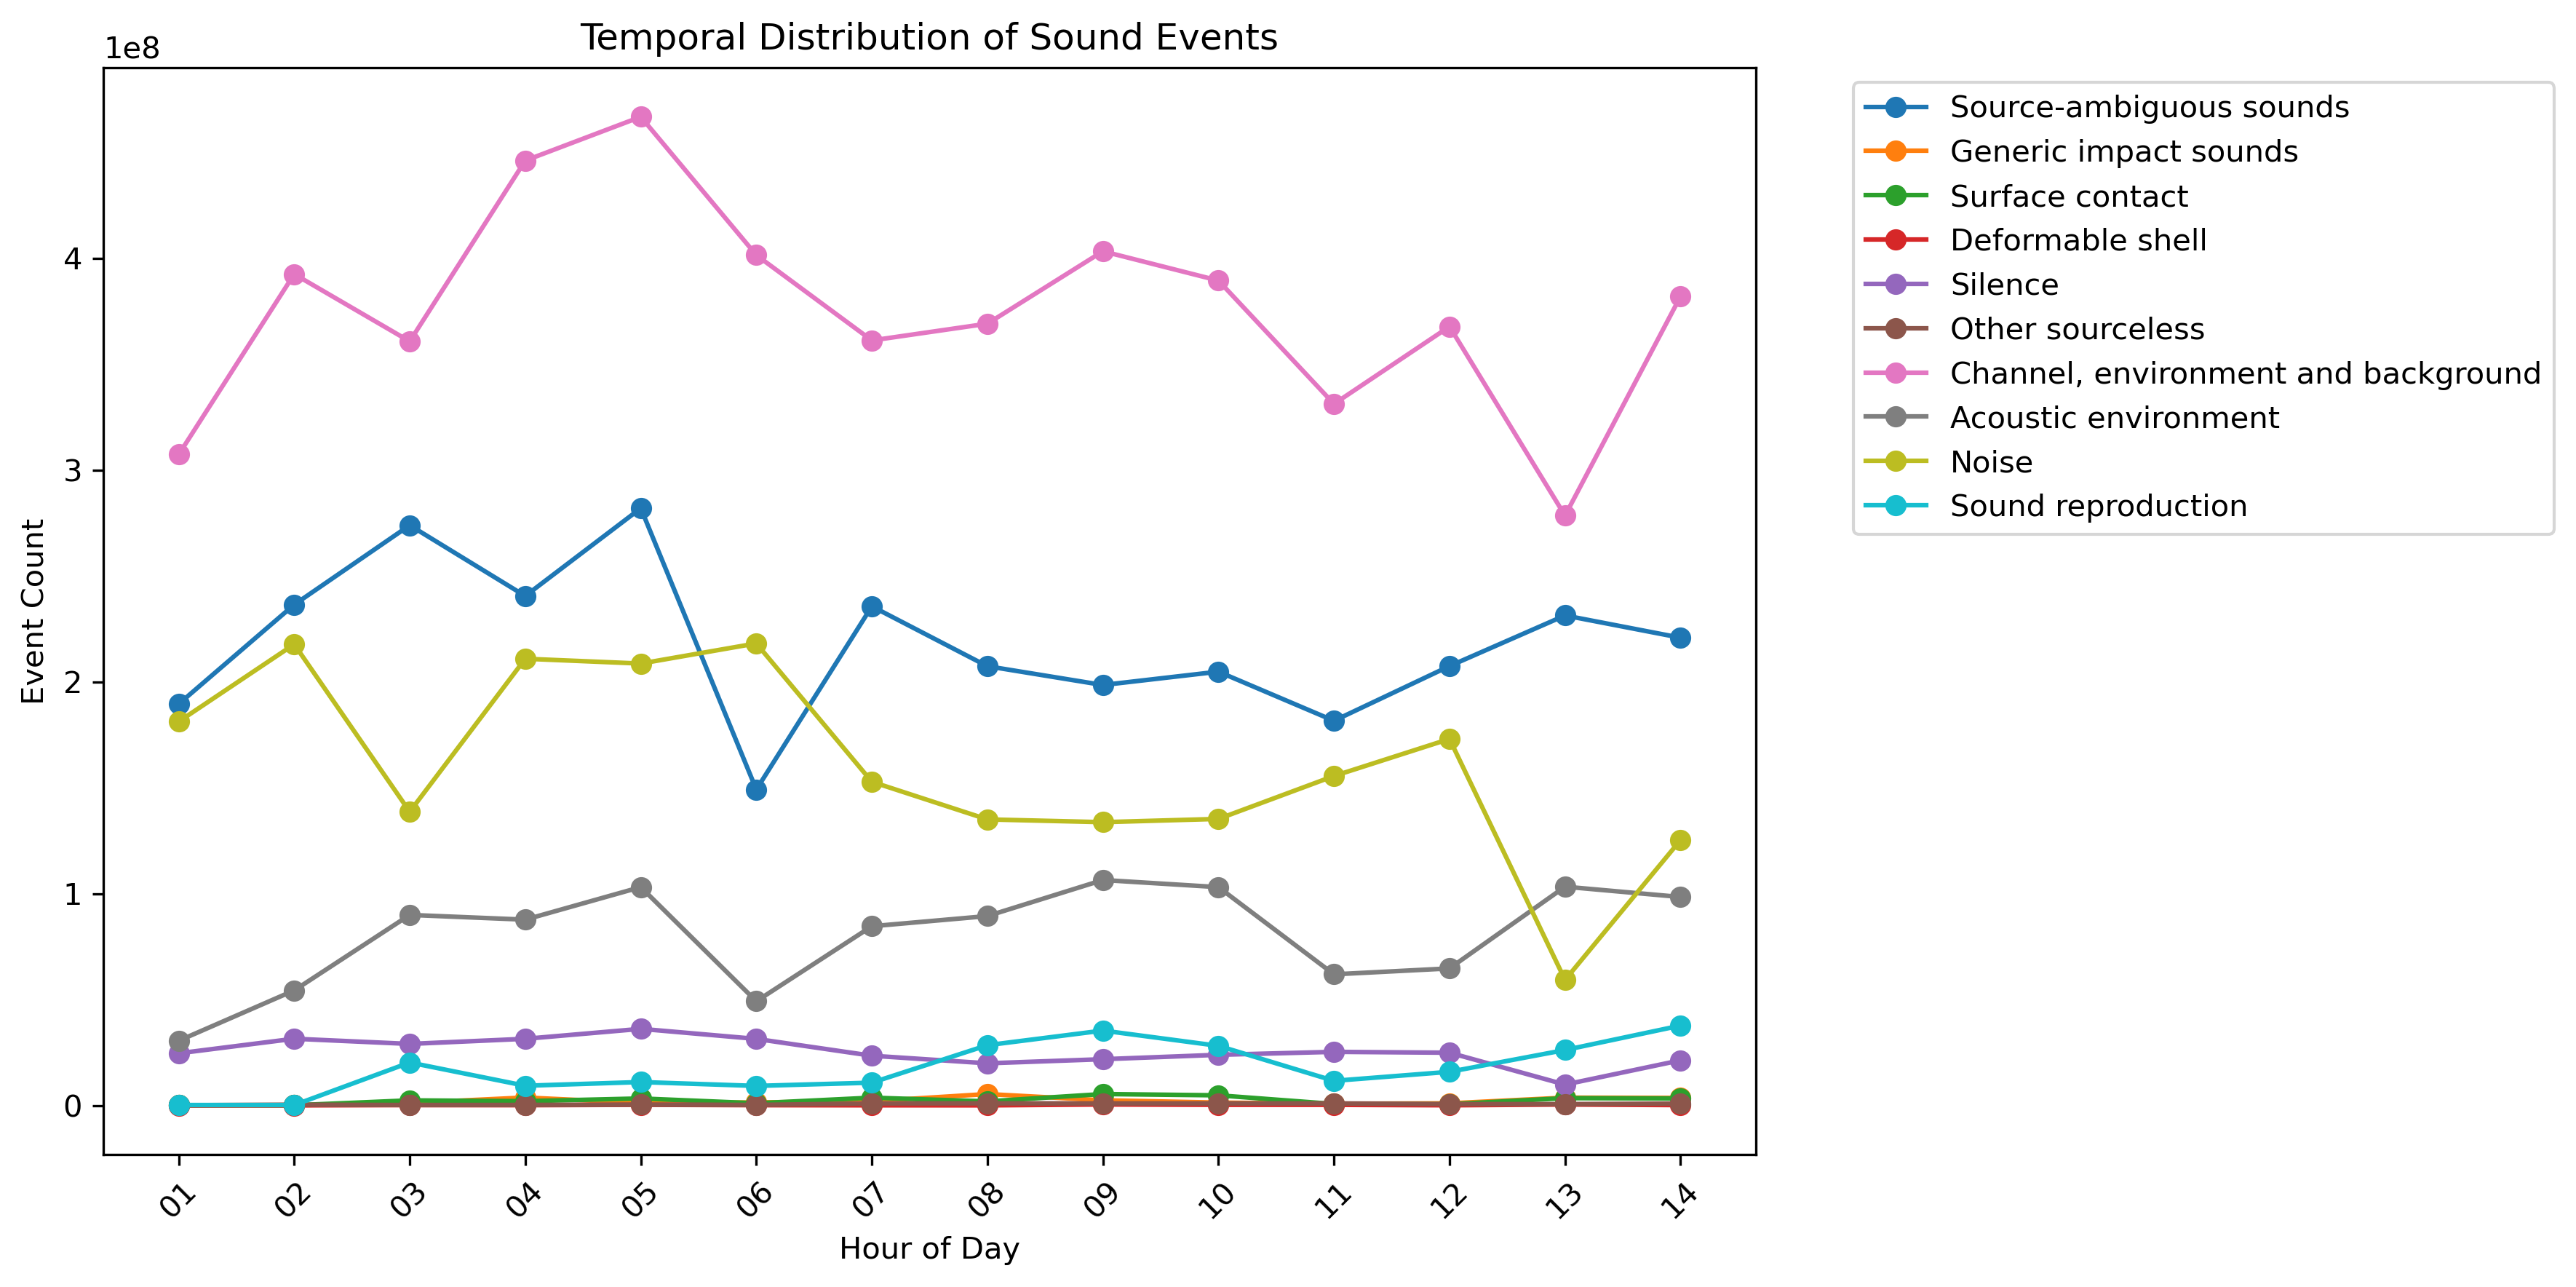 Temporal Distribution of Sound Events
1e8
Event Count
4
3
2
1
0
01 02 03 04 05 06 07 08 09 10 11 12 13 14
Hour of Day
Source-ambiguous sounds
Generic impact sounds
Surface contact
Deformable shell
Silence
Other sourceless
Channel, environment and background
Acoustic environment
Noise
Sound reproduction